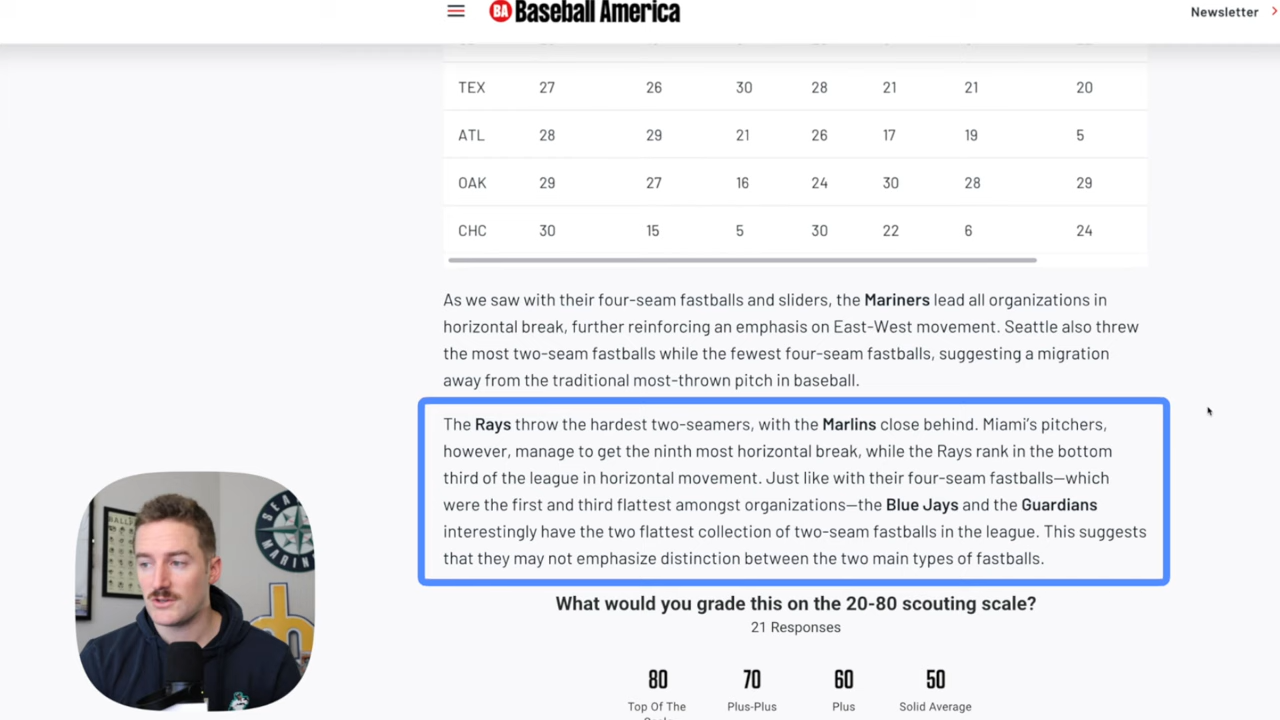 BA Baseball America
Newsletter
TEX 27 26 30 28 21 21 20
ATL 28 29 21 26 17 19 5
OAK 29 27 16 24 30 28 29
CHC 30 15 5 30 22 6 24
As we saw with their four-seam fastballs and sliders, the Mariners lead all organizations in
horizontal break, further reinforcing an emphasis on East-West movement. Seattle also threw
the most two-seam fastballs while the fewest four-seam fastballs, suggesting a migration
away from the traditional most-thrown pitch in baseball.
The Rays throw the hardest two-seamers, with the Marlins close behind. Miami’s pitchers,
however, manage to get the ninth most horizontal break, while the Rays rank in the bottom
third of the league in horizontal movement. Just like with their four-seam fastballs—which
were the first and third flattest amongst organizations—the Blue Jays and the Guardians
interestingly have the two flattest collection of two-seam fastballs in the league. This suggests
that they may not emphasize distinction between the two main types of fastballs.
What would you grade this on the 20-80 scouting scale?
21 Responses
80 70 60 50
Top Of The Plus-Plus Plus Solid Average